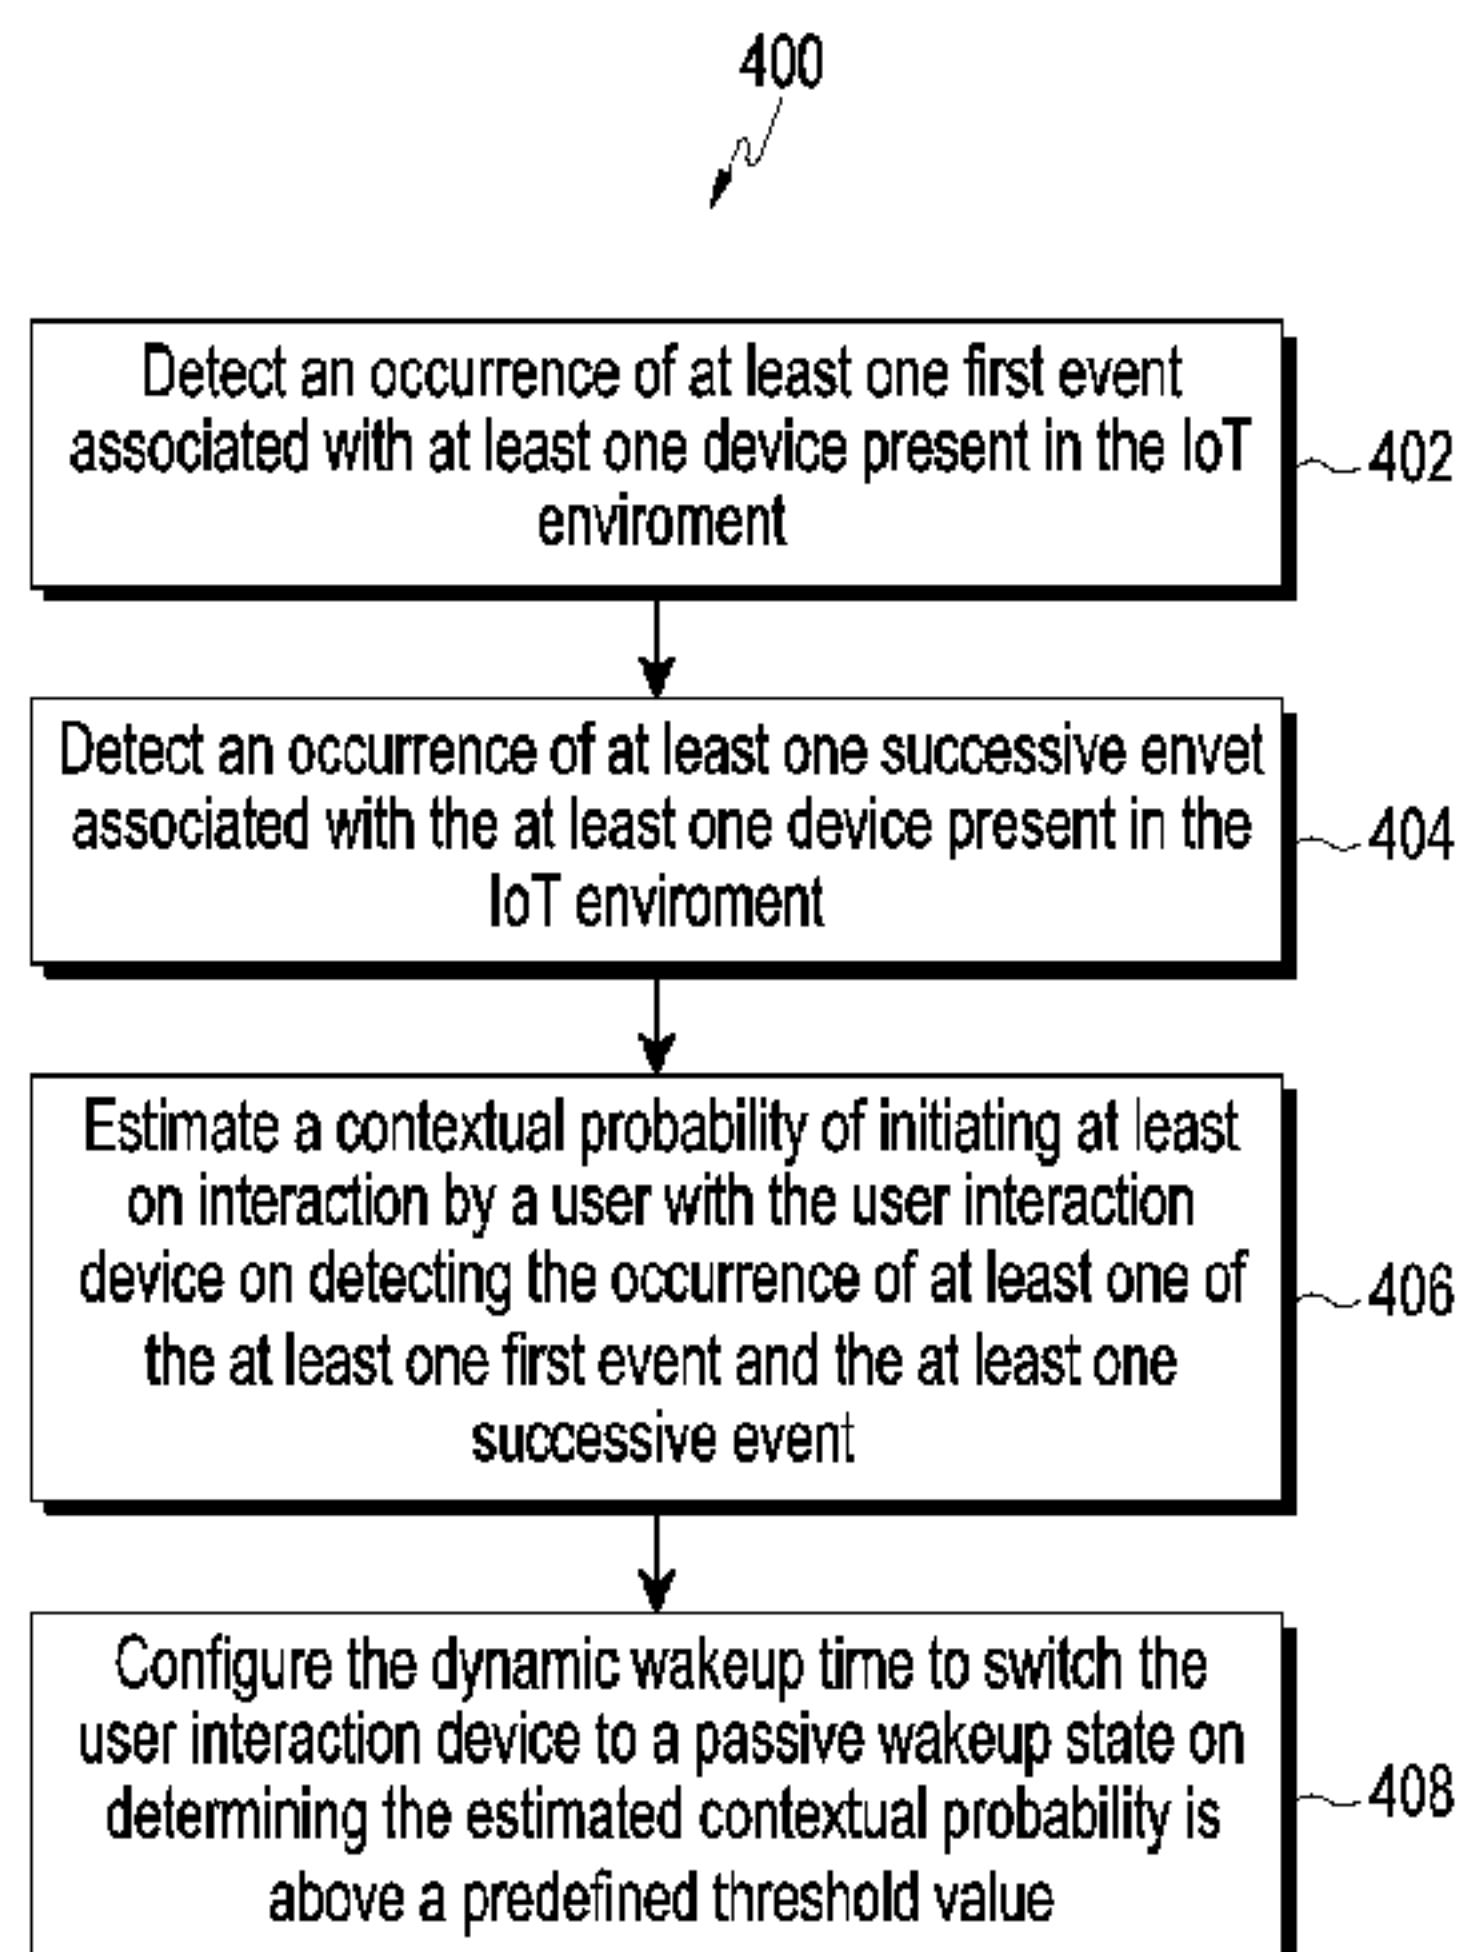 400
Detect an occurrence of at least one first event
associated with at least one device present in the IoT
enviroment
402
Detect an occurrence of at least one successive envet
associated with the at least one device present in the
IoT enviroment
404
Estimate a contextual probability of initiating at least
on interaction by a user with the user interaction
device on detecting the occurrence of at least one of
the at least one first event and the at least one
successive event
406
Configure the dynamic wakeup time to switch the
user interaction device to a passive wakeup state on
determining the estimated contextual probability is
above a predefined threshold value
408